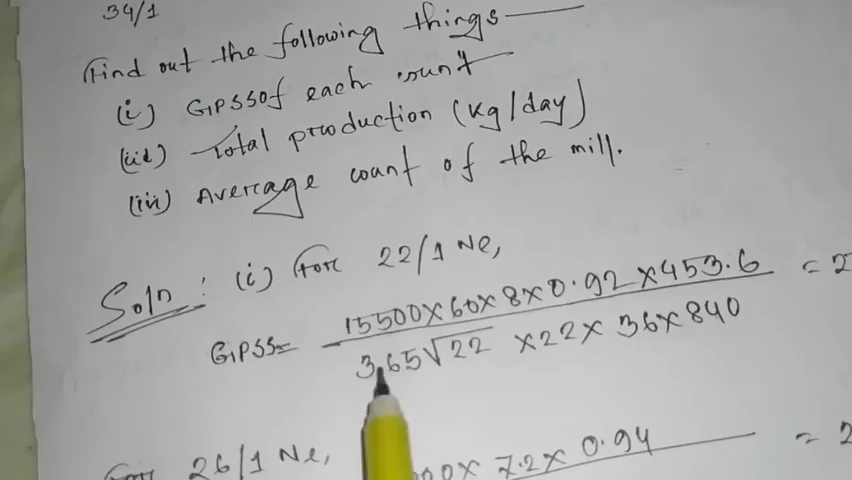 34/1
Find out the following things
(i) GPSS of each count
(ii) Total production (kg/day)
(iii) Average count of the mill.
Soln: (i) For 22/1 Ne,
GPSS = 15500×60×8×0.92×453.6 = 2
3.65√22 ×22× 36×840
For 26/1 Ne,
00× 7.2× 0.94 = 2